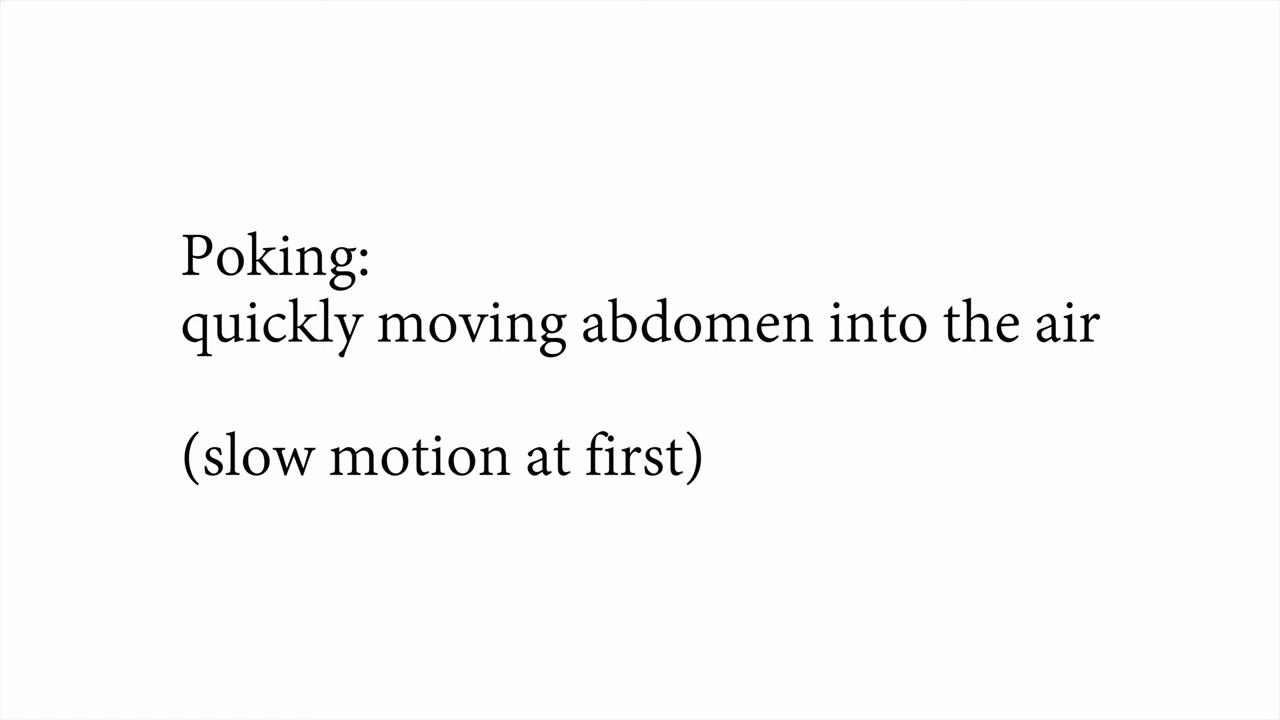 Poking:
quickly moving abdomen into the air
(slow motion at first)